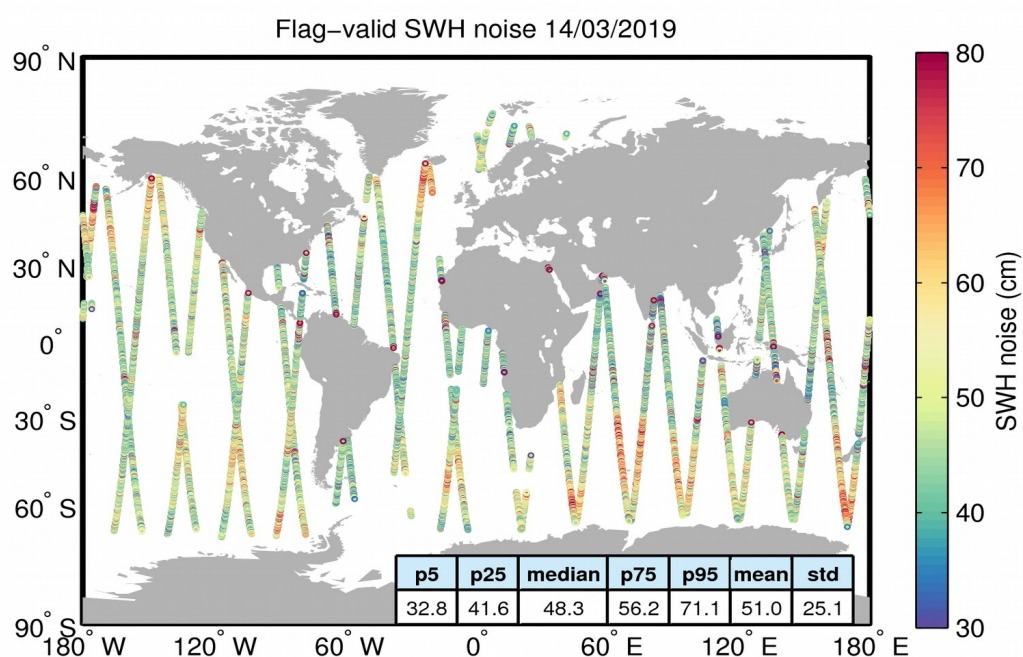 Flag−valid SWH noise 14/03/2019
90° N
60° N
30° N
0°
30° S
60° S
90° S
180° W
120° W
60° W
0°
60° E
120° E
180° E
80
70
60
50
40
30
SWH noise (cm)
p5 p25 median p75 p95 mean std
32.8 41.6 48.3 56.2 71.1 51.0 25.1